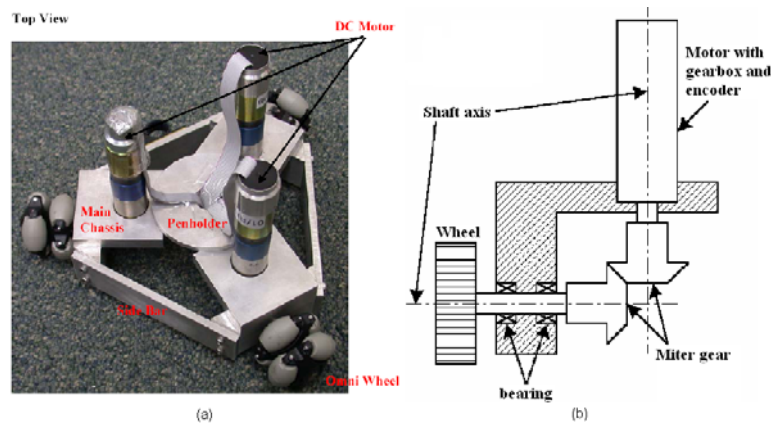 Top View
DC Motor
Main
Chassis
Penholder
Side Bar
Omni Wheel
(a)
(b)
Motor with
gearbox and
encoder
Shaft axis
Wheel
Miter gear
bearing